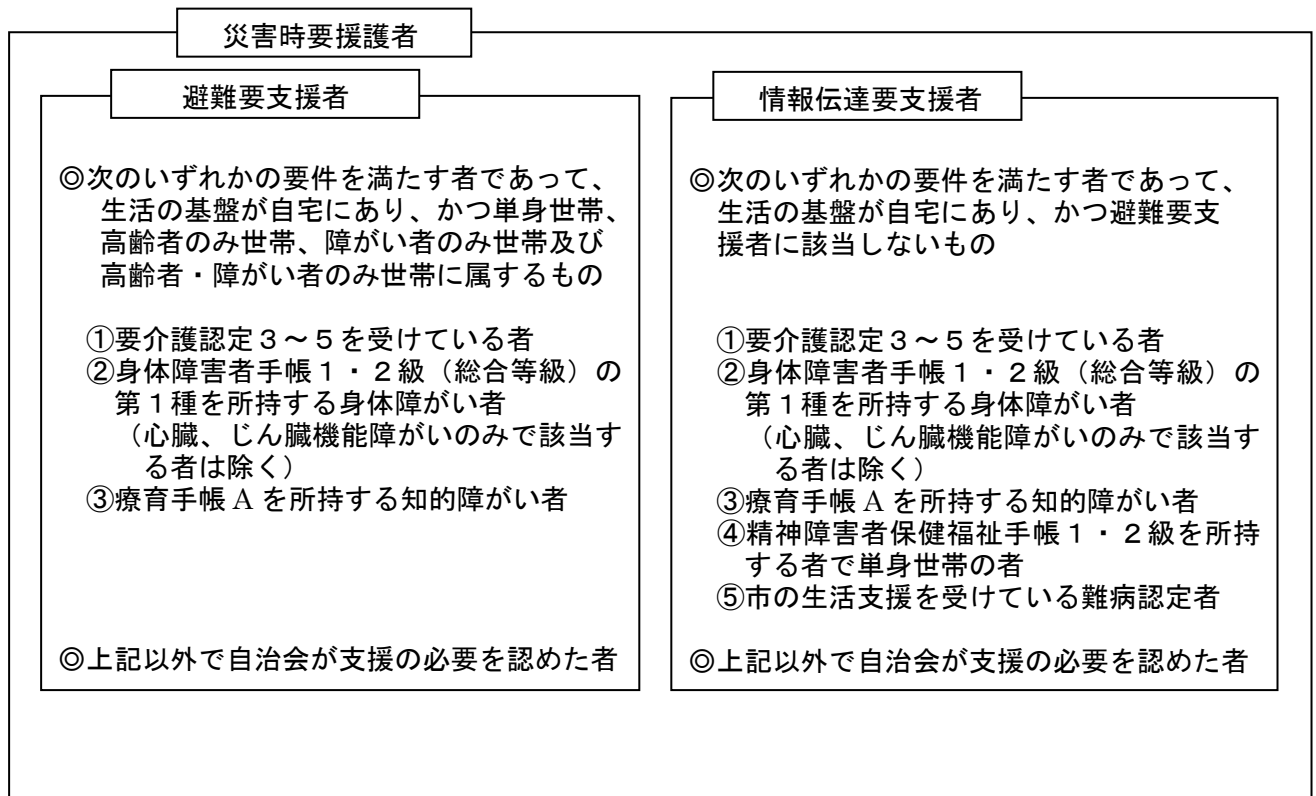 災害時要援護者
避難要支援者
◎次のいずれかの要件を満たす者であって、
生活の基盤が自宅にあり、かつ単身世帯、
高齢者のみ世帯、障がい者のみ世帯及び
高齢者・障がい者のみ世帯に属するもの
①要介護認定３～５を受けている者
②身体障害者手帳１・２級（総合等級）の
第１種を所持する身体障がい者
（心臓、じん臓機能障がいのみで該当す
る者は除く）
③療育手帳Ａを所持する知的障がい者
◎上記以外で自治会が支援の必要を認めた者
情報伝達要支援者
◎次のいずれかの要件を満たす者であって、
生活の基盤が自宅にあり、かつ避難要支
援者に該当しないもの
①要介護認定３～５を受けている者
②身体障害者手帳１・２級（総合等級）の
第１種を所持する身体障がい者
（心臓、じん臓機能障がいのみで該当す
る者は除く）
③療育手帳Ａを所持する知的障がい者
④精神障害者保健福祉手帳１・２級を所持
する者で単身世帯の者
⑤市の生活支援を受けている難病認定者
◎上記以外で自治会が支援の必要を認めた者